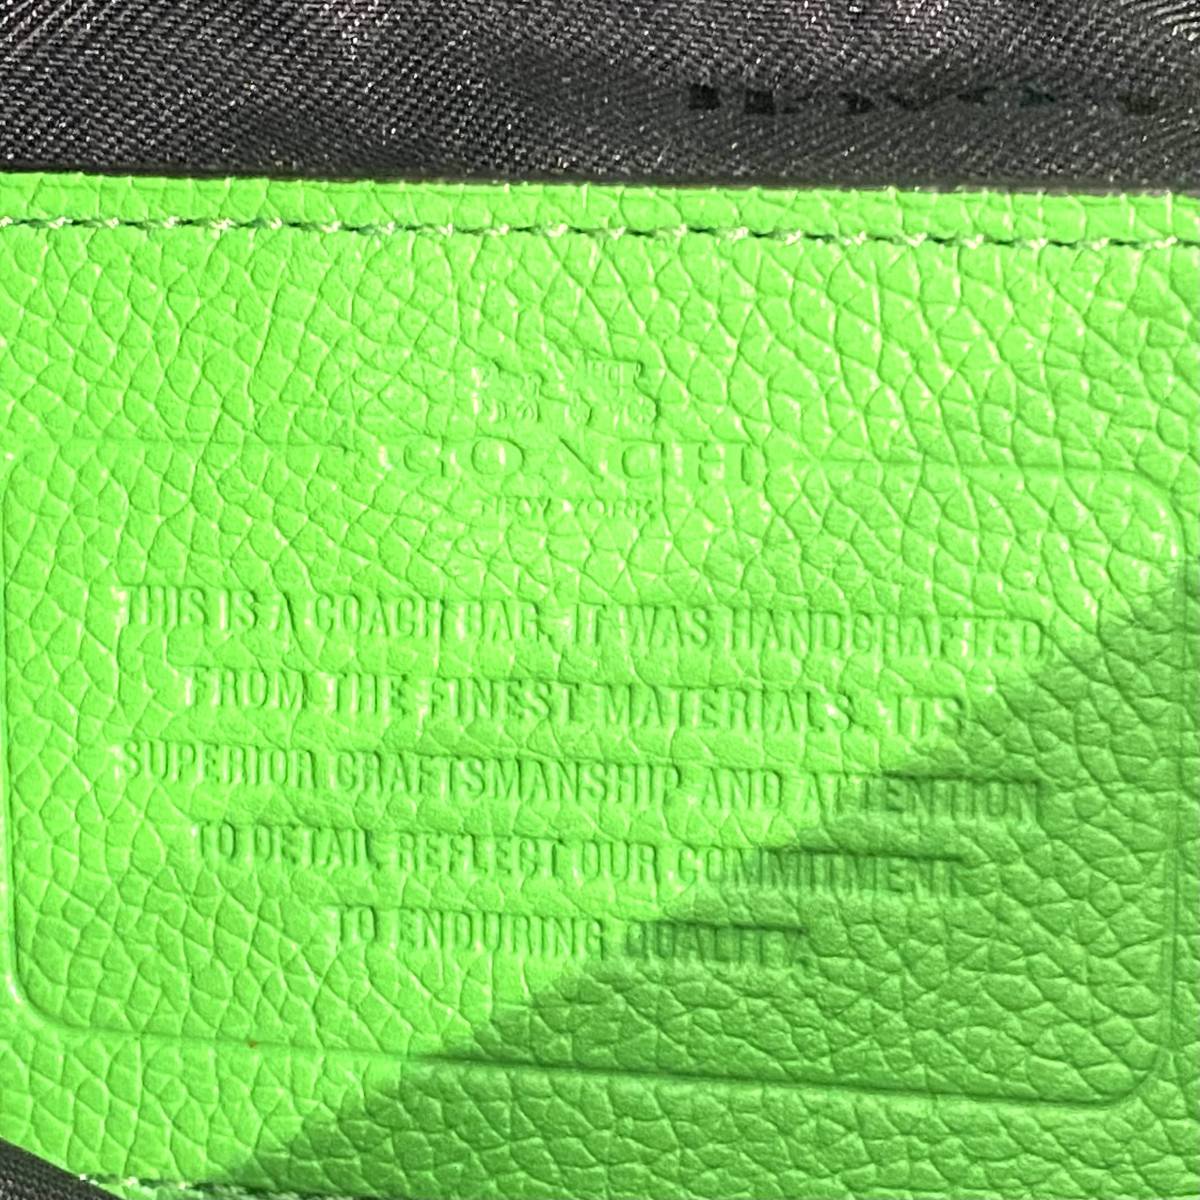 COACH
NEW YORK
THIS IS A COACH BAG. IT WAS HANDCRAFTED
FROM THE FINEST MATERIALS. ITS
SUPERIOR CRAFTSMANSHIP AND ATTENTION
TO DETAIL REFLECT OUR COMMITMENT
TO ENDURING QUALITY.